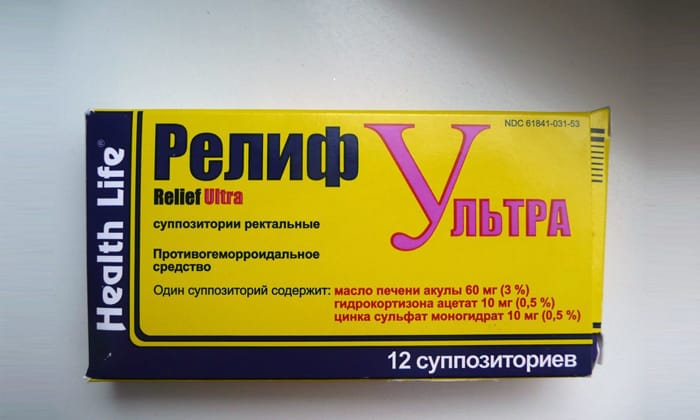 Health Life®
NDC 61841-031-53
Релиф Ультра
Relief Ultra
суппозитории ректальные
Противогеморроидальное
средство
Один суппозиторий содержит: масло печени акулы 60 мг (3 %)
гидрокортизона ацетат 10 мг (0,5 %)
цинка сульфат моногидрат 10 мг (0,5 %)
12 суппозиториев